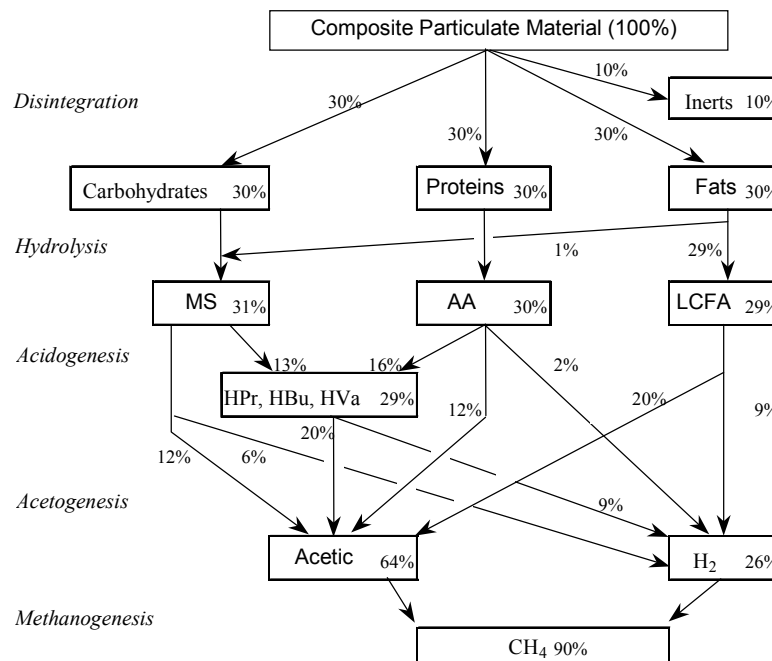 Composite Particulate Material (100%)
Disintegration
10%
Inerts 10%
30%
30%
30%
Carbohydrates 30%
Proteins 30%
Fats 30%
Hydrolysis
1%
29%
MS 31%
AA 30%
LCFA 29%
Acidogenesis
13%
16%
2%
HPr, HBu, HVa 29%
12%
20%
9%
20%
12%
6%
Acetogenesis
9%
Acetic 64%
H₂ 26%
Methanogenesis
CH₄ 90%